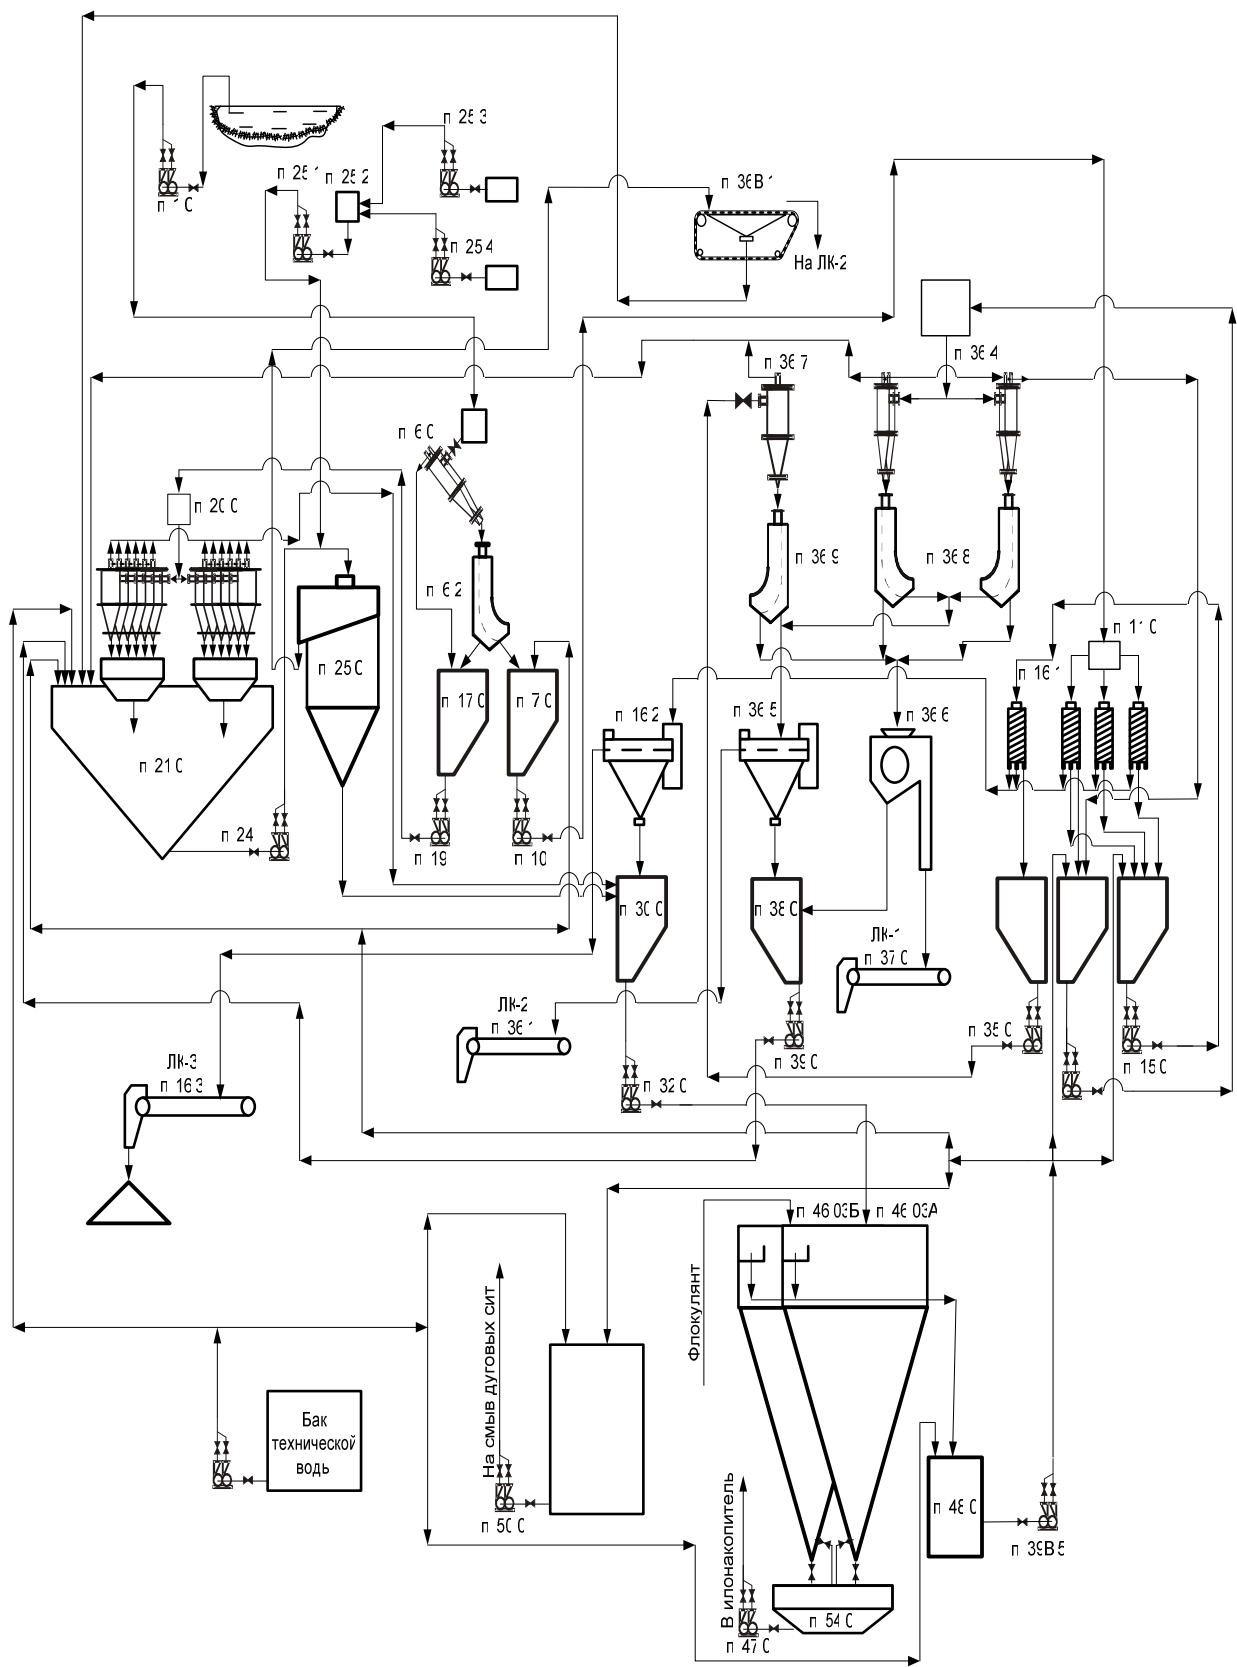 п 25 3
п 25 1
п 25 2
п 36В 1
п 1 С
п 25 4
На ЛК-2
п 36 7
п 36 4
п 6 С
п 20 С
п 36 9
п 36 8
п 6 2
п 11 С
п 25 С
п 16 1
п 17 С
п 7 С
п 16 2
п 36 5
п 36 6
п 21 С
п 24
п 19
п 10
п 30 С
п 38 С
ЛК-1
п 37 С
ЛК-2
п 36 1
п 35 С
п 39 С
п 15 С
ЛК-3
п 16 3
п 32 С
п 46 03Б
п 46 03А
Флокулянт
На смыв дуговых сит
Бак
технической
водь
В илонакопитель
п 48 С
п 50 С
п 39В 5
п 54 С
п 47 С